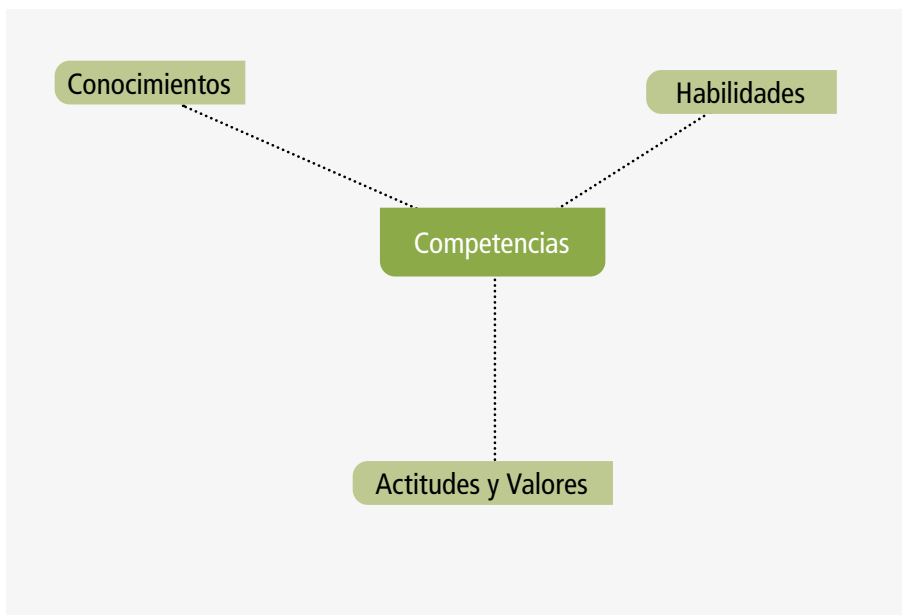 Conocimientos
Habilidades
Competencias
Actitudes y Valores